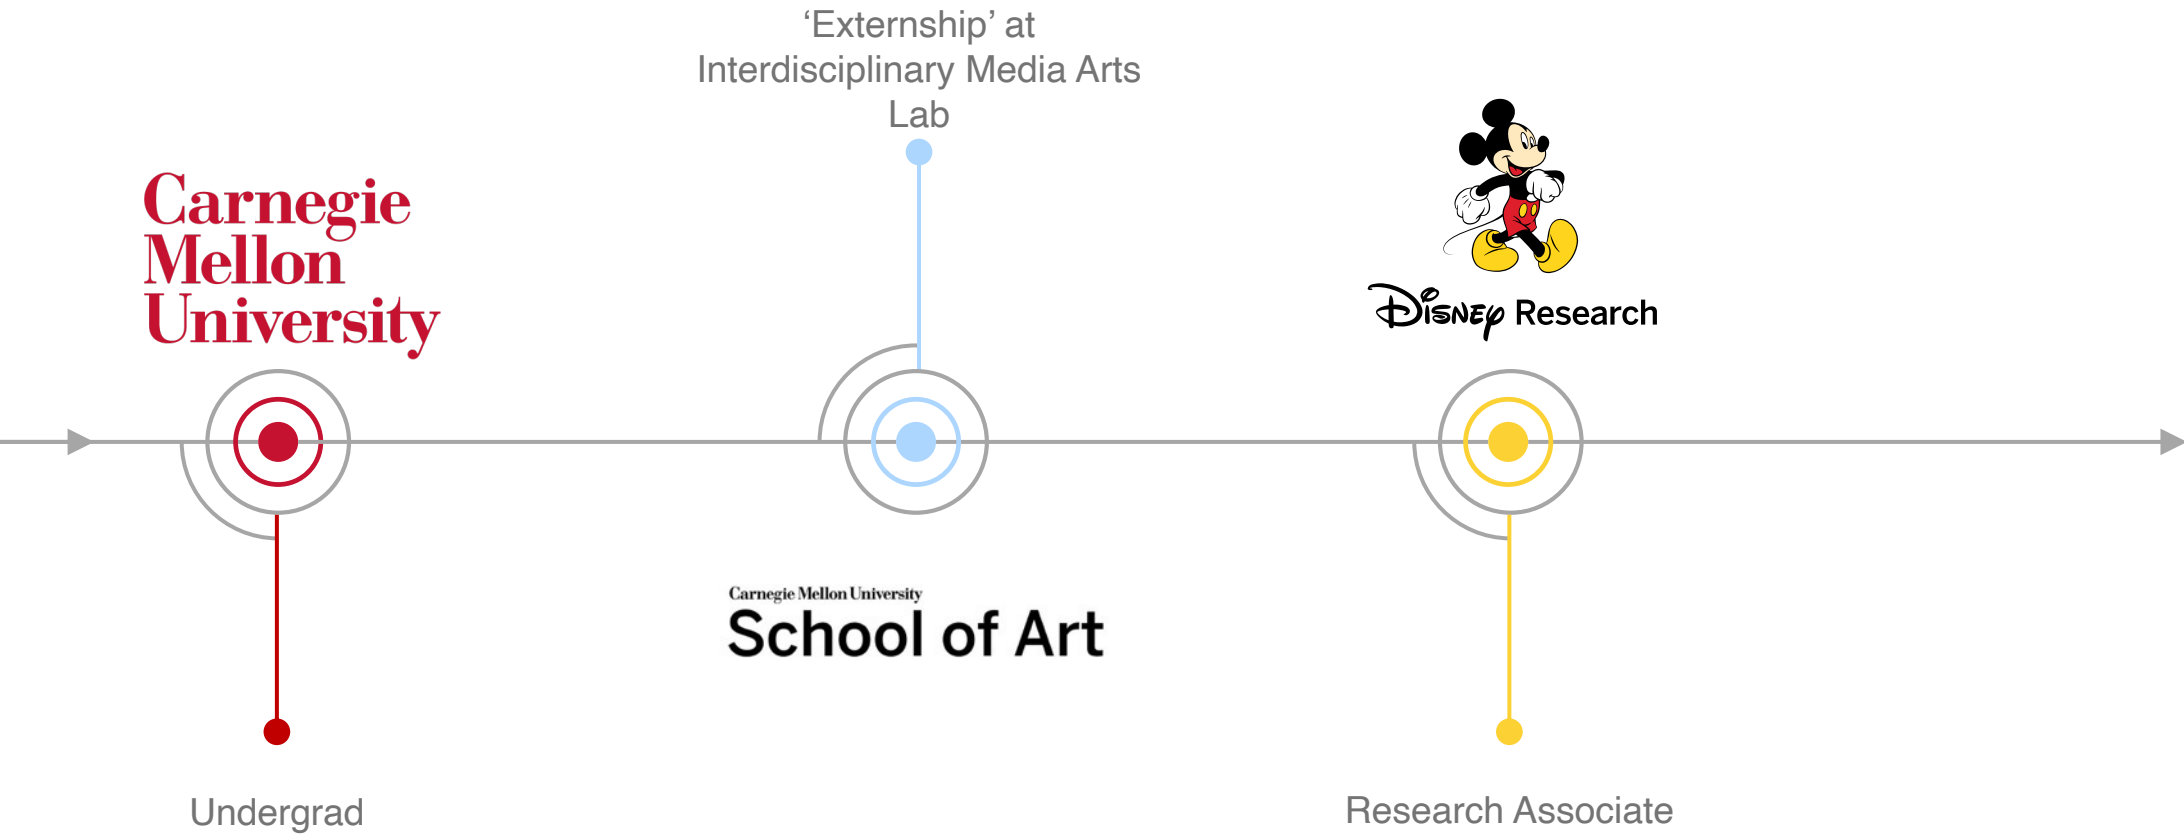 ‘Externship’ at
Interdisciplinary Media Arts
Lab
Carnegie
Mellon
University
Disney Research
Carnegie Mellon University
School of Art
Undergrad
Research Associate